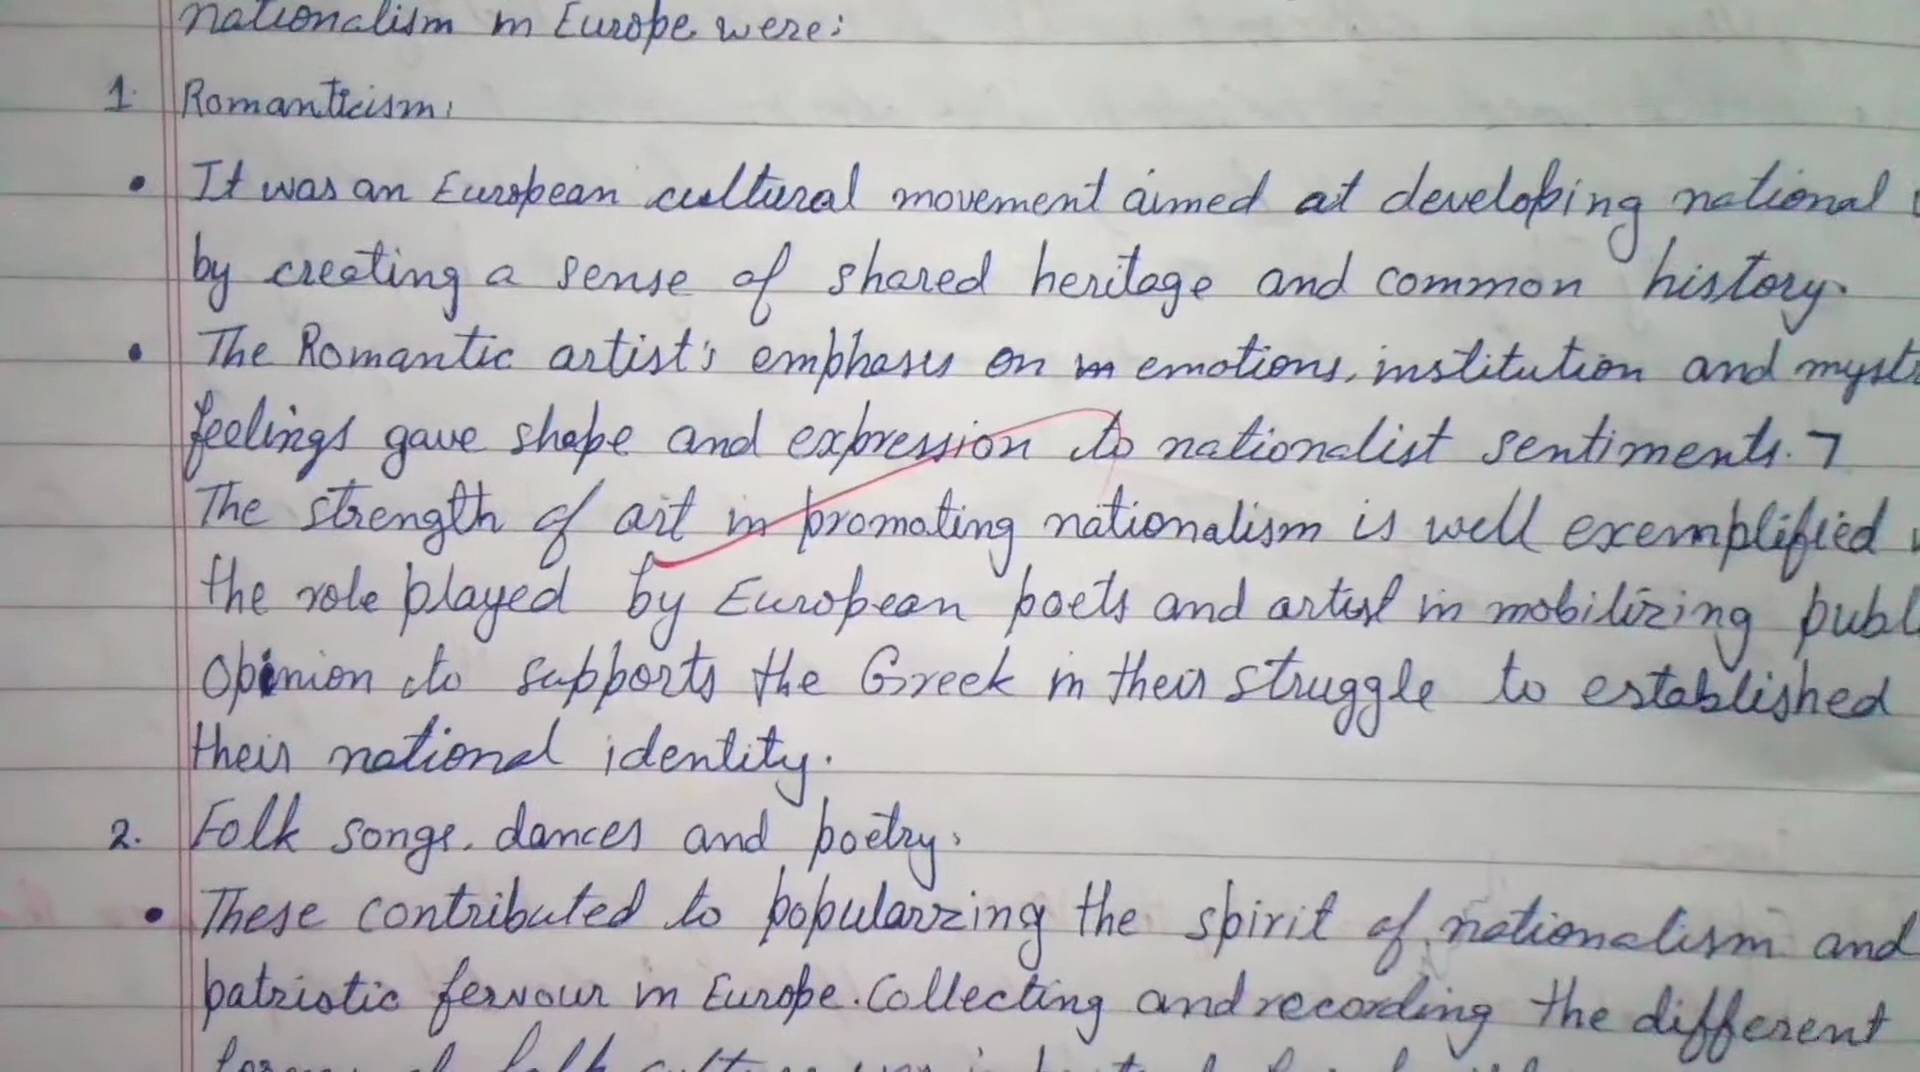 nationalism in Europe were:
1. Romanticism:
• It was an European cultural movement aimed at developing national
by creating a sense of shared heritage and common history.
• The Romantic artist's emphasis on in emotions, institution and
feelings gave shape and expression to nationalist sentiments. 7
The strength of art in promoting nationalism is well exemplified
the role played by European poets and artist in mobilizing
opinion to supports the Greek in their struggle to established
their national identity.
2. Folk songs, dances and poetry:
• These contributed to popularizing the spirit of nationalism and
patriotic fervour in Europe. Collecting and recording the different